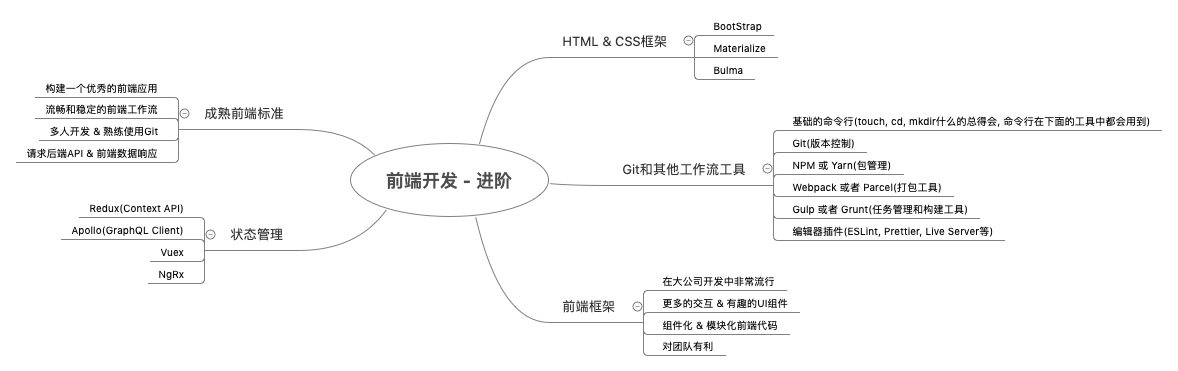 前端开发 - 进阶
HTML & CSS框架
BootStrap
Materialize
Bulma
Git和其他工作流工具
基础的命令行(touch, cd, mkdir什么的总得会, 命令行在下面的工具中都会用到)
Git(版本控制)
NPM 或 Yarn(包管理)
Webpack 或者 Parcel(打包工具)
Gulp 或者 Grunt(任务管理和构建工具)
编辑器插件(ESLint, Prettier, Live Server等)
前端框架
在大公司开发中非常流行
更多的交互 & 有趣的UI组件
组件化 & 模块化前端代码
对团队有利
成熟前端标准
构建一个优秀的前端应用
流畅和稳定的前端工作流
多人开发 & 熟练使用Git
请求后端API & 前端数据响应
状态管理
Redux(Context API)
Apollo(GraphQL Client)
Vuex
NgRx